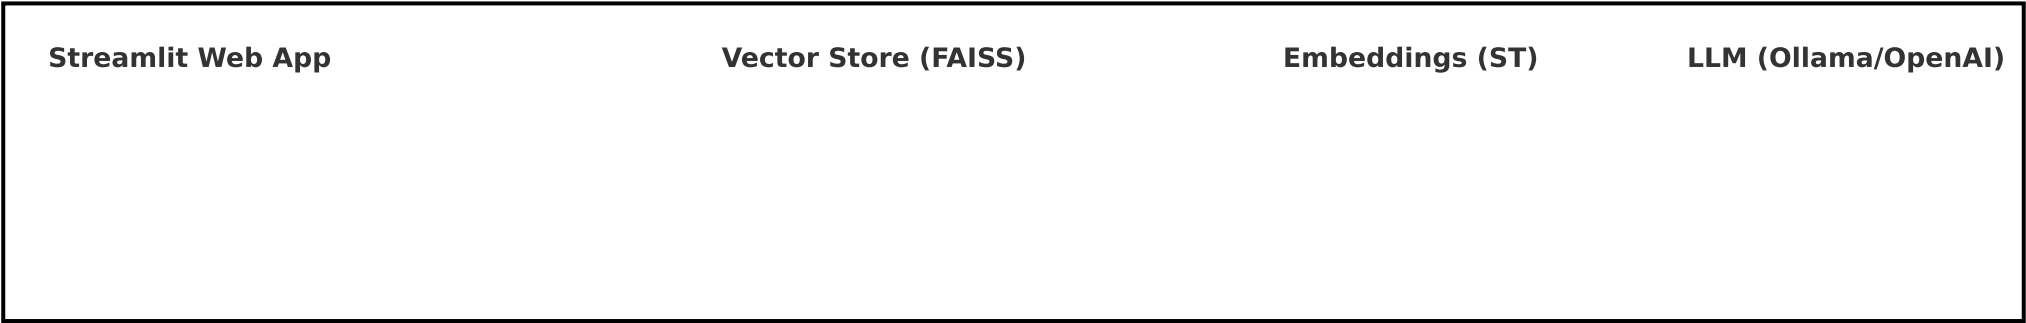 Streamlit Web App Vector Store (FAISS) Embeddings (ST) LLM (Ollama/OpenAI)